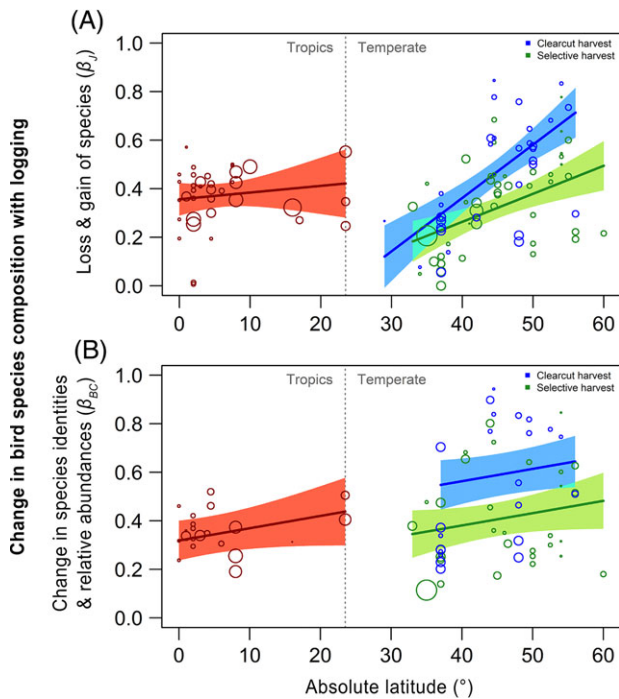 Change in bird species composition with logging
(A)
Loss & gain of species (βJ)
1.0
0.8
0.6
0.4
0.2
0.0
Tropics
Temperate
Clearcut harvest
Selective harvest
0
10
20
30
40
50
60
(B)
Change in species identities
& relative abundances (βBC)
1.0
0.8
0.6
0.4
0.2
0.0
Tropics
Temperate
Clearcut harvest
Selective harvest
0
10
20
30
40
50
60
Absolute latitude (°)